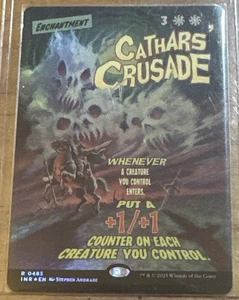 ENCHANTMENT
3
CATHARS'
CRUSADE
WHENEVER
A CREATURE
YOU CONTROL
ENTERS,
PUT A
+1/+1
COUNTER ON EACH
CREATURE YOU CONTROL.
R 0483
INR • EN STEPHEN ANDRADE
™ & © 2025 Wizards of the Coast